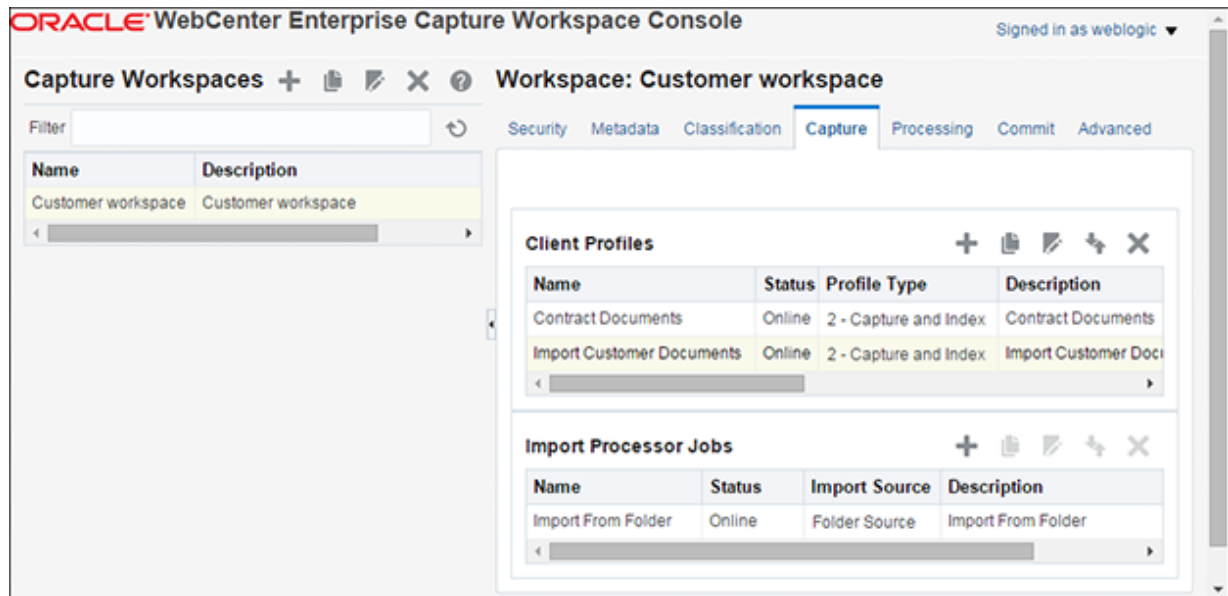 ORACLE® WebCenter Enterprise Capture Workspace Console
Signed in as weblogic
Capture Workspaces
Filter
Name Description
Customer workspace Customer workspace
Workspace: Customer workspace
Security Metadata Classification Capture Processing Commit Advanced
Client Profiles
Name Status Profile Type Description
Contract Documents Online 2 - Capture and Index Contract Documents
Import Customer Documents Online 2 - Capture and Index Import Customer Docu
Import Processor Jobs
Name Status Import Source Description
Import From Folder Online Folder Source Import From Folder